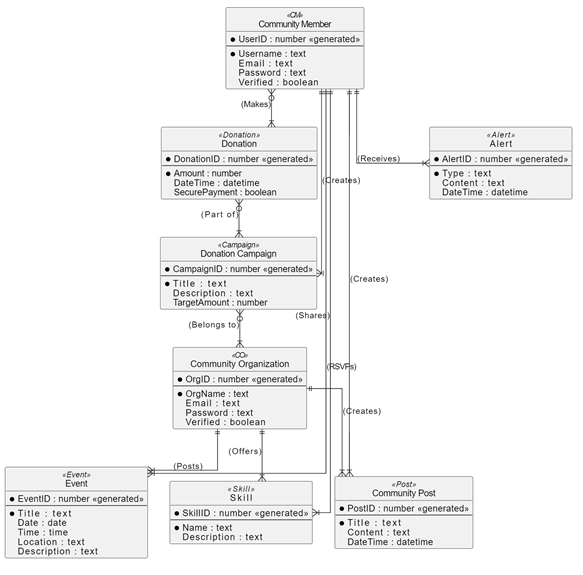 «CM»
Community Member
UserID : number «generated»
Username : text
Email : text
Password : text
Verified : boolean
(Makes)
«Donation»
Donation
DonationID : number «generated»
Amount : number
DateTime : datetime
SecurePayment : boolean
(Receives)
«Alert»
Alert
AlertID : number «generated»
Type : text
Content : text
DateTime : datetime
(Creates)
(Part of)
«Campaign»
Donation Campaign
CampaignID : number «generated»
Title : text
Description : text
TargetAmount : number
(Creates)
(Shares)
(Belongs to)
«CO»
Community Organization
OrgID : number «generated»
OrgName : text
Email : text
Password : text
Verified : boolean
(RSVPs)
(Creates)
(Offers)
(Posts)
«Event»
Event
EventID : number «generated»
Title : text
Date : date
Time : time
Location : text
Description : text
«Skill»
Skill
SkillID : number «generated»
Name : text
Description : text
«Post»
Community Post
PostID : number «generated»
Title : text
Content : text
DateTime : datetime